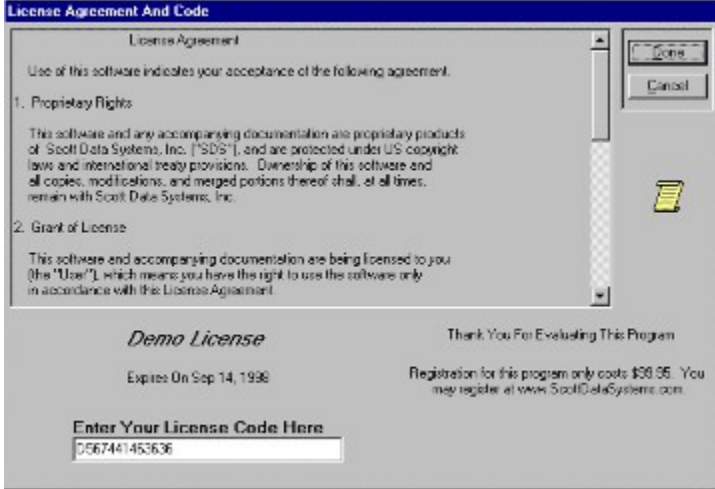 License Agreement And Code
License Agreement
Use of this software indicates your acceptance of the following agreement.
1. Proprietary Rights
This software and any accompanying documentation are proprietary products
of Scott Data Systems, Inc. ["SDS"], and are protected under US copyright
laws and international treaty provisions. Ownership of this software and
all copies, modifications, and merged portions thereof shall, at all times,
remain with Scott Data Systems, Inc.
2. Grant of License
This software and accompanying documentation are being licensed to you
(the "User"), which means you have the right to use the software only
in accordance with this License Agreement
Done
Cancel
Demo License
Expires On Sep 14, 1998
Thank You For Evaluating This Program
Registration for this program only costs $99.95. You
may register at www.ScottDataSystems.com.
Enter Your License Code Here
D567441463636